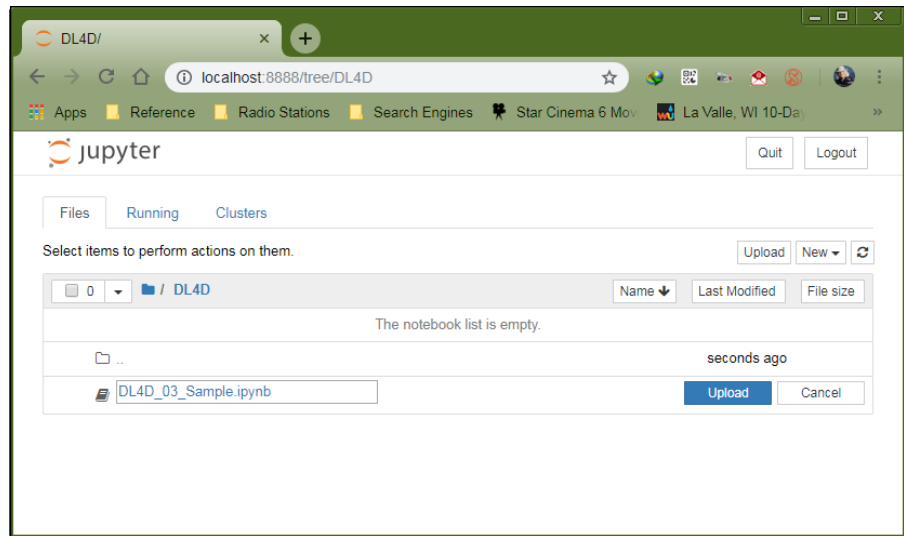 DL4D/
localhost:8888/tree/DL4D
Apps Reference Radio Stations Search Engines Star Cinema 6 Mov La Valle, WI 10-Day
jupyter Quit Logout
Files Running Clusters
Select items to perform actions on them. Upload New
0 / DL4D Name Last Modified File size
The notebook list is empty.
.. seconds ago
DL4D_03_Sample.ipynb Upload Cancel